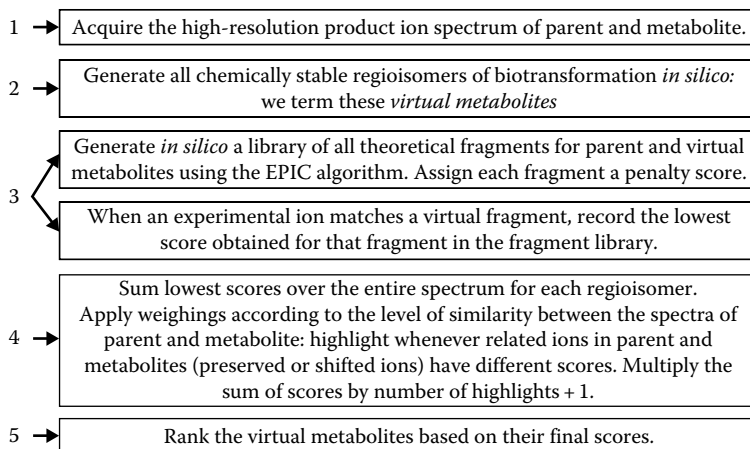 1 Acquire the high-resolution product ion spectrum of parent and metabolite.
2 Generate all chemically stable regioisomers of biotransformation in silico:
we term these virtual metabolites
3
Generate in silico a library of all theoretical fragments for parent and virtual
metabolites using the EPIC algorithm. Assign each fragment a penalty score.
When an experimental ion matches a virtual fragment, record the lowest
score obtained for that fragment in the fragment library.
4
Sum lowest scores over the entire spectrum for each regioisomer.
Apply weighings according to the level of similarity between the spectra of
parent and metabolite: highlight whenever related ions in parent and
metabolites (preserved or shifted ions) have different scores. Multiply the
sum of scores by number of highlights + 1.
5 Rank the virtual metabolites based on their final scores.